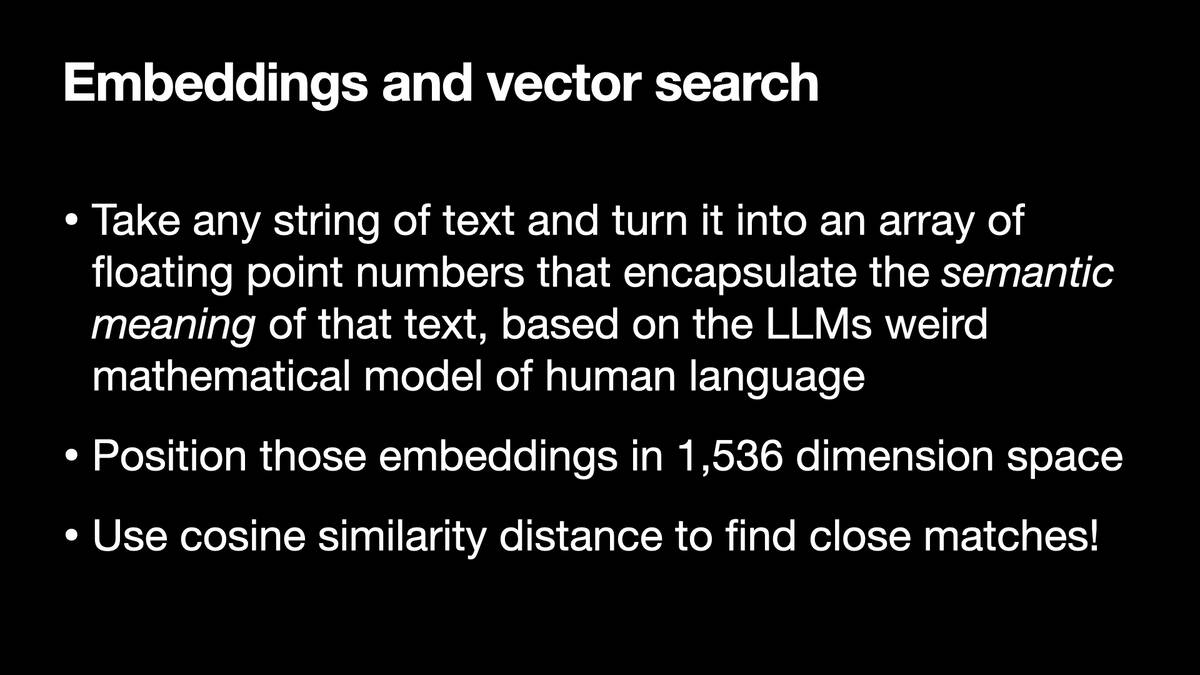 Embeddings and vector search
• Take any string of text and turn it into an array of
floating point numbers that encapsulate the semantic
meaning of that text, based on the LLMs weird
mathematical model of human language
• Position those embeddings in 1,536 dimension space
• Use cosine similarity distance to find close matches!